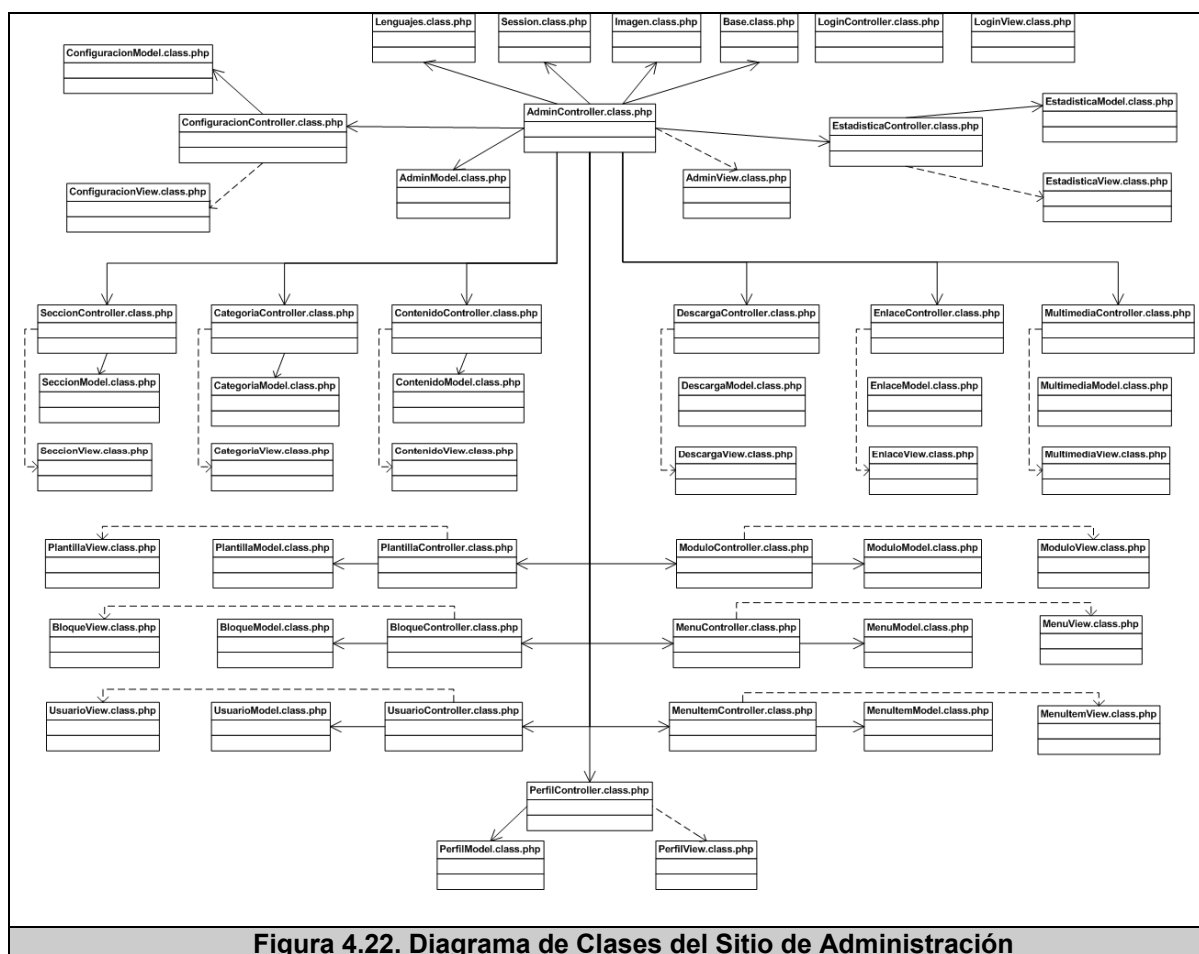 Lenguajes.class.php
Session.class.php
Imagen.class.php
Base.class.php
LoginController.class.php
LoginView.class.php
ConfiguracionModel.class.php
ConfiguracionController.class.php
AdminController.class.php
EstadisticaController.class.php
EstadisticaModel.class.php
ConfiguracionView.class.php
AdminModel.class.php
AdminView.class.php
EstadisticaView.class.php
SeccionController.class.php
CategoriaController.class.php
ContenidoController.class.php
DescargaController.class.php
EnlaceController.class.php
MultimediaController.class.php
SeccionModel.class.php
CategoriaModel.class.php
ContenidoModel.class.php
DescargaModel.class.php
EnlaceModel.class.php
MultimediaModel.class.php
SeccionView.class.php
CategoriaView.class.php
ContenidoView.class.php
DescargaView.class.php
EnlaceView.class.php
MultimediaView.class.php
PlantillaView.class.php
PlantillaModel.class.php
PlantillaController.class.php
ModuloController.class.php
ModuloModel.class.php
ModuloView.class.php
BloqueView.class.php
BloqueModel.class.php
BloqueController.class.php
MenuController.class.php
MenuModel.class.php
MenuView.class.php
UsuarioView.class.php
UsuarioModel.class.php
UsuarioController.class.php
MenuItemController.class.php
MenuItemModel.class.php
MenuItemView.class.php
PerfilController.class.php
PerfilModel.class.php
PerfilView.class.php
Figura 4.22. Diagrama de Clases del Sitio de Administración